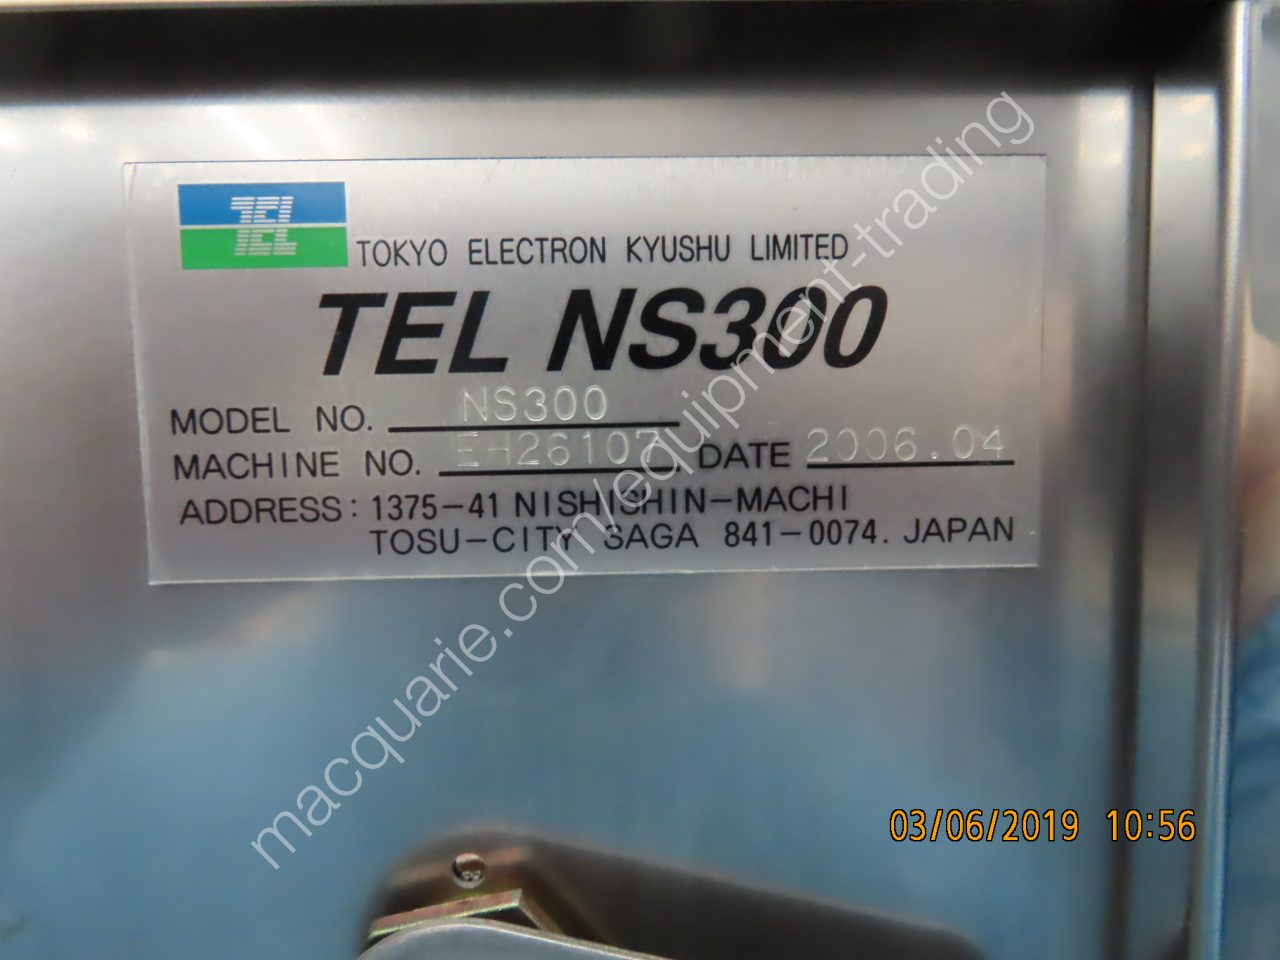 TEL
TOKYO ELECTRON KYUSHU LIMITED
TEL NS300
MODEL NO. NS300
MACHINE NO. EH26107 DATE 2006.04
ADDRESS: 1375-41 NISHISHIN-MACHI
TOSU-CITY SAGA 841-0074. JAPAN
macquarie.com/equipment-trading
03/06/2019 10:56